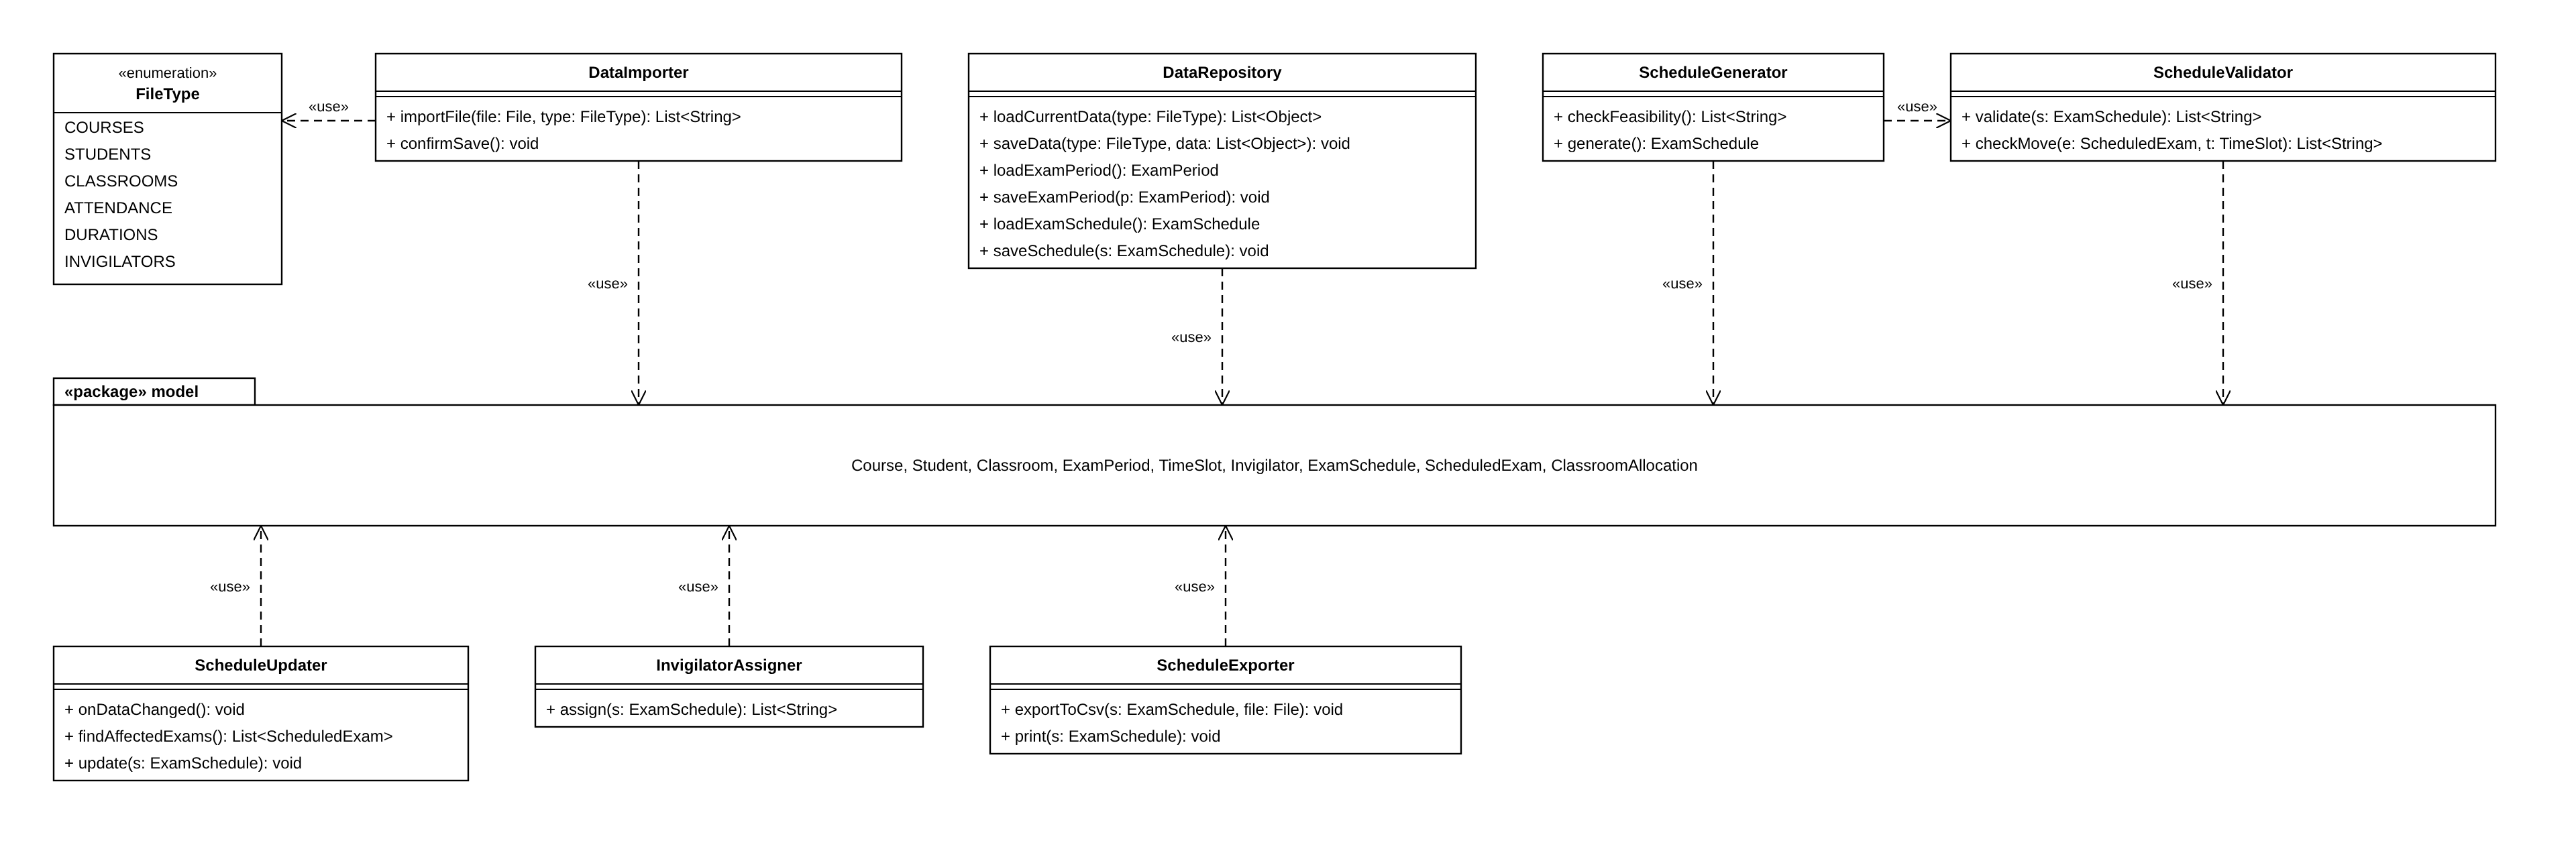 «enumeration»
FileType
COURSES
STUDENTS
CLASSROOMS
ATTENDANCE
DURATIONS
INVIGILATORS
«use»
DataImporter
+ importFile(file: File, type: FileType): List<String>
+ confirmSave(): void
DataRepository
+ loadCurrentData(type: FileType): List<Object>
+ saveData(type: FileType, data: List<Object>): void
+ loadExamPeriod(): ExamPeriod
+ saveExamPeriod(p: ExamPeriod): void
+ loadExamSchedule(): ExamSchedule
+ saveSchedule(s: ExamSchedule): void
ScheduleGenerator
+ checkFeasibility(): List<String>
+ generate(): ExamSchedule
«use»
ScheduleValidator
+ validate(s: ExamSchedule): List<String>
+ checkMove(e: ScheduledExam, t: TimeSlot): List<String>
«use»
«use»
«use»
«use»
«package» model
Course, Student, Classroom, ExamPeriod, TimeSlot, Invigilator, ExamSchedule, ScheduledExam, ClassroomAllocation
«use»
«use»
«use»
ScheduleUpdater
+ onDataChanged(): void
+ findAffectedExams(): List<ScheduledExam>
+ update(s: ExamSchedule): void
InvigilatorAssigner
+ assign(s: ExamSchedule): List<String>
ScheduleExporter
+ exportToCsv(s: ExamSchedule, file: File): void
+ print(s: ExamSchedule): void